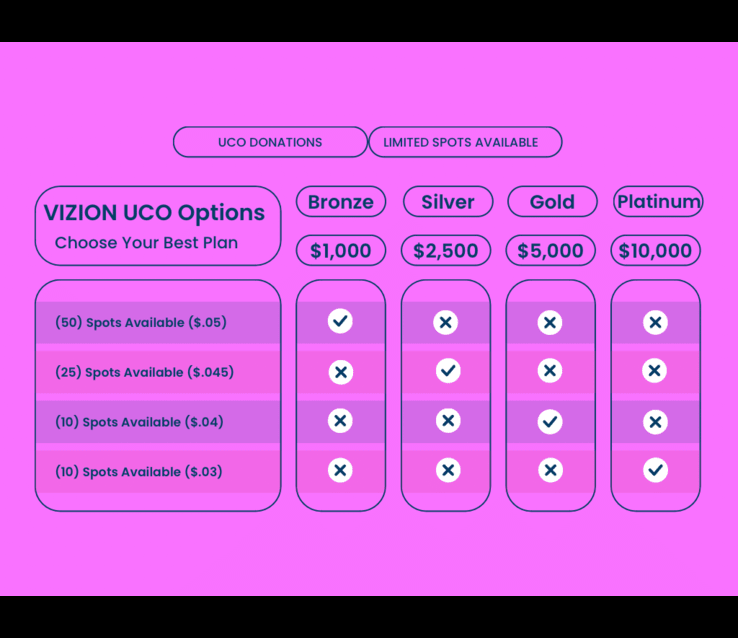 UCO DONATIONS LIMITED SPOTS AVAILABLE
VIZION UCO Options
Choose Your Best Plan
Bronze Silver Gold Platinum
$1,000 $2,500 $5,000 $10,000
(50) Spots Available ($.05)
(25) Spots Available ($.045)
(10) Spots Available ($.04)
(10) Spots Available ($.03)